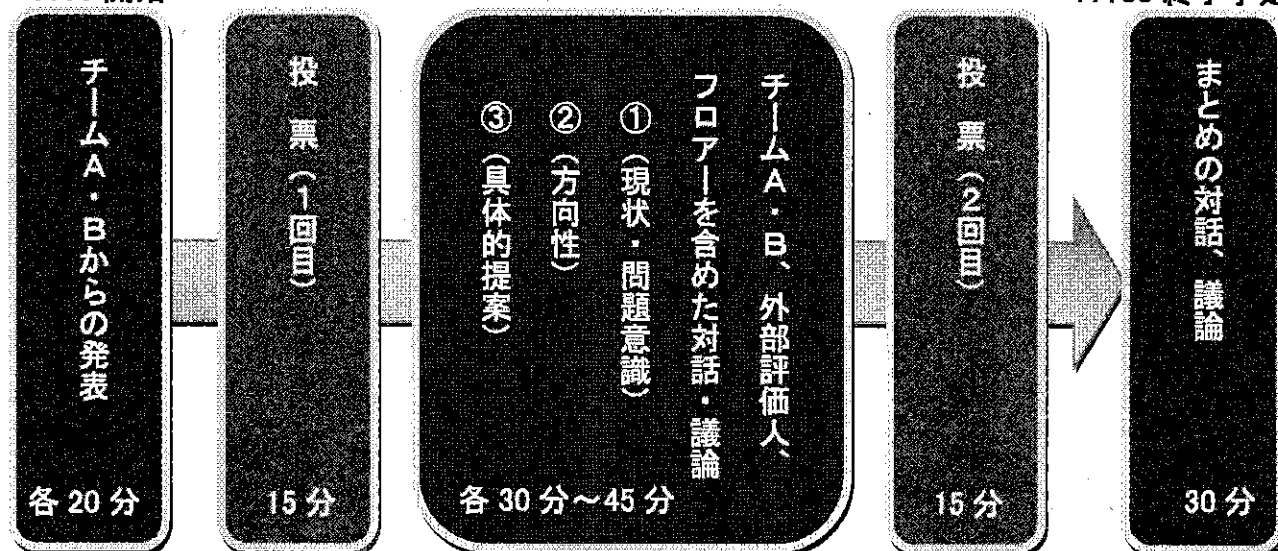 チームA・Bからの発表
各20分
投票(1回目)
15分
チームA・B、外部評価人、
フロアーを含めた対話・議論
①(現状・問題意識)
②(方向性)
③(具体的提案)
各30分~45分
投票(2回目)
15分
まとめの対話、議論
30分